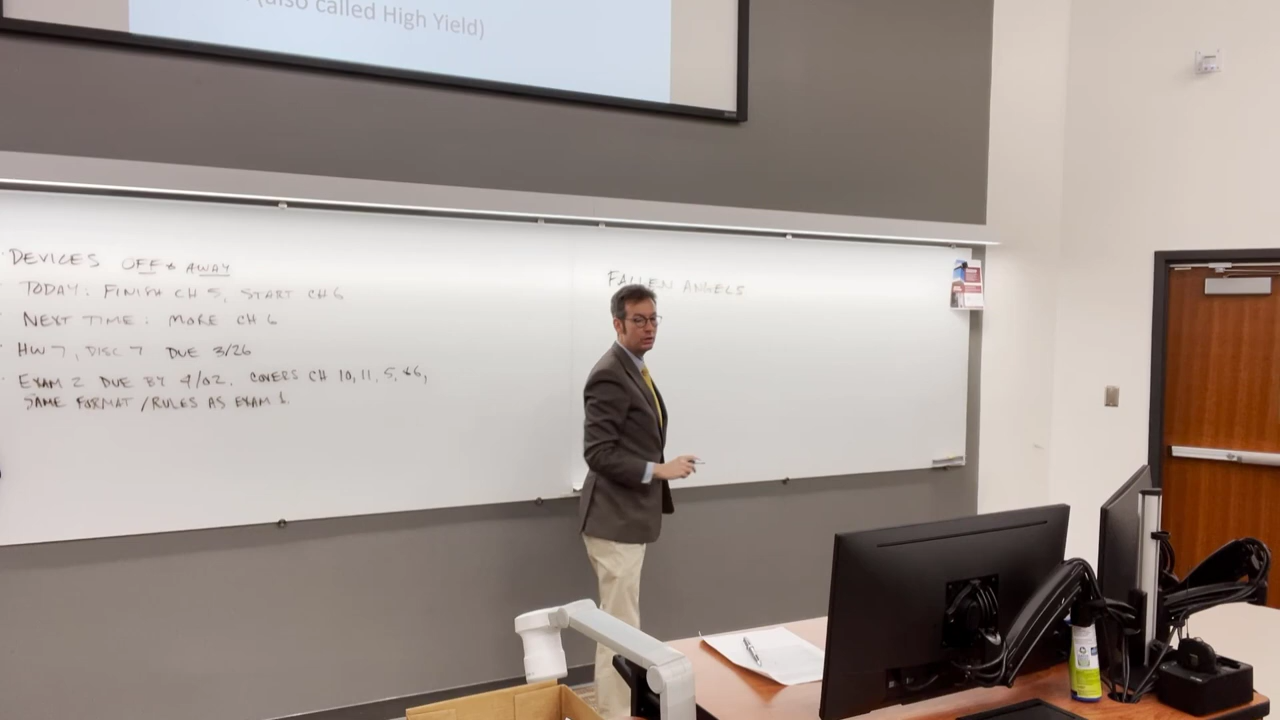 (also called High Yield)
DEVICES OFF & AWAY
TODAY: FINISH CH 5, START CH 6
NEXT TIME: MORE CH 6
HW 7, DISC 7 DUE 3/26
EXAM 2 DUE BY 4/02. COVERS CH 10, 11, 5, &6,
SAME FORMAT/RULES AS EXAM 1.
FALLEN ANGELS